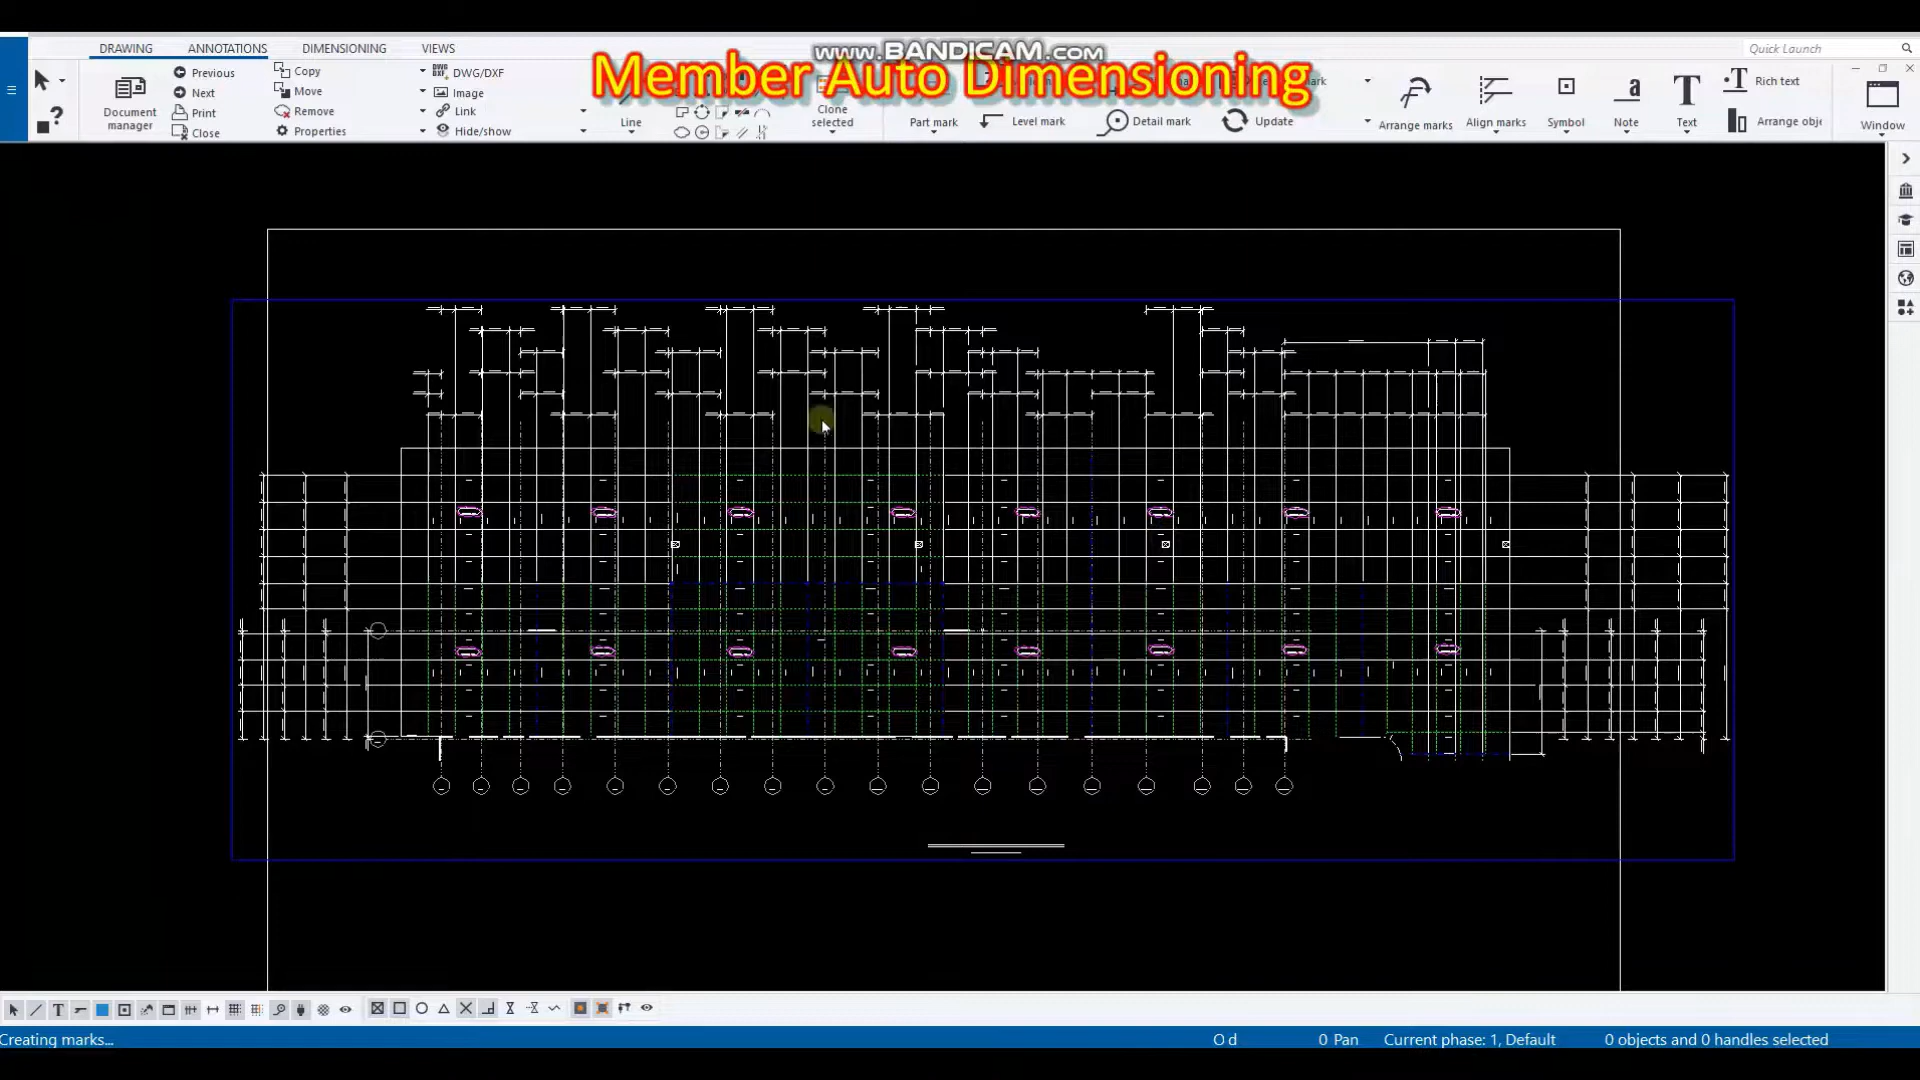 www.BANDICAM.com
Member Auto Dimensioning
DRAWING ANNOTATIONS DIMENSIONING VIEWS
Quick Launch
Previous
Next
Print
Close
Document manager
Copy
Move
Remove
Properties
DWG/DXF
Image
Link
Hide/show
Line
Clone selected
Part mark
Level mark
Detail mark
Update
Arrange marks
Align marks
Symbol
Note
Text
Rich text
Arrange obje
Window
Creating marks...
O d
0 Pan
Current phase: 1, Default
0 objects and 0 handles selected